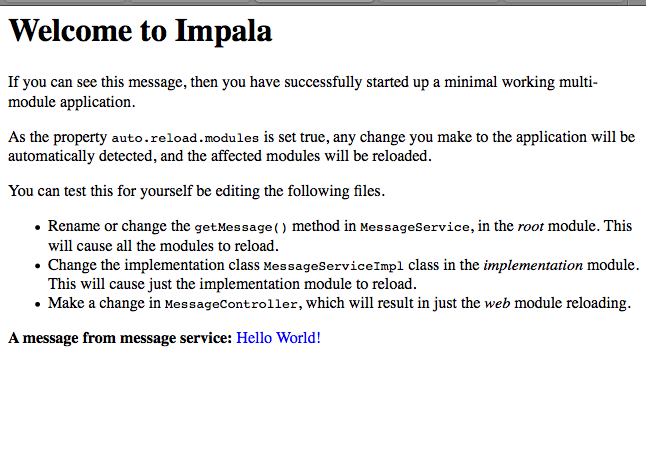 Welcome to Impala
If you can see this message, then you have successfully started up a minimal working multi-
module application.
As the property auto.reload.modules is set true, any change you make to the application will be
automatically detected, and the affected modules will be reloaded.
You can test this for yourself be editing the following files.
• Rename or change the getMessage() method in MessageService, in the root module. This
will cause all the modules to reload.
• Change the implementation class MessageServiceImpl class in the implementation module.
This will cause just the implementation module to reload.
• Make a change in MessageController, which will result in just the web module reloading.
A message from message service: Hello World!